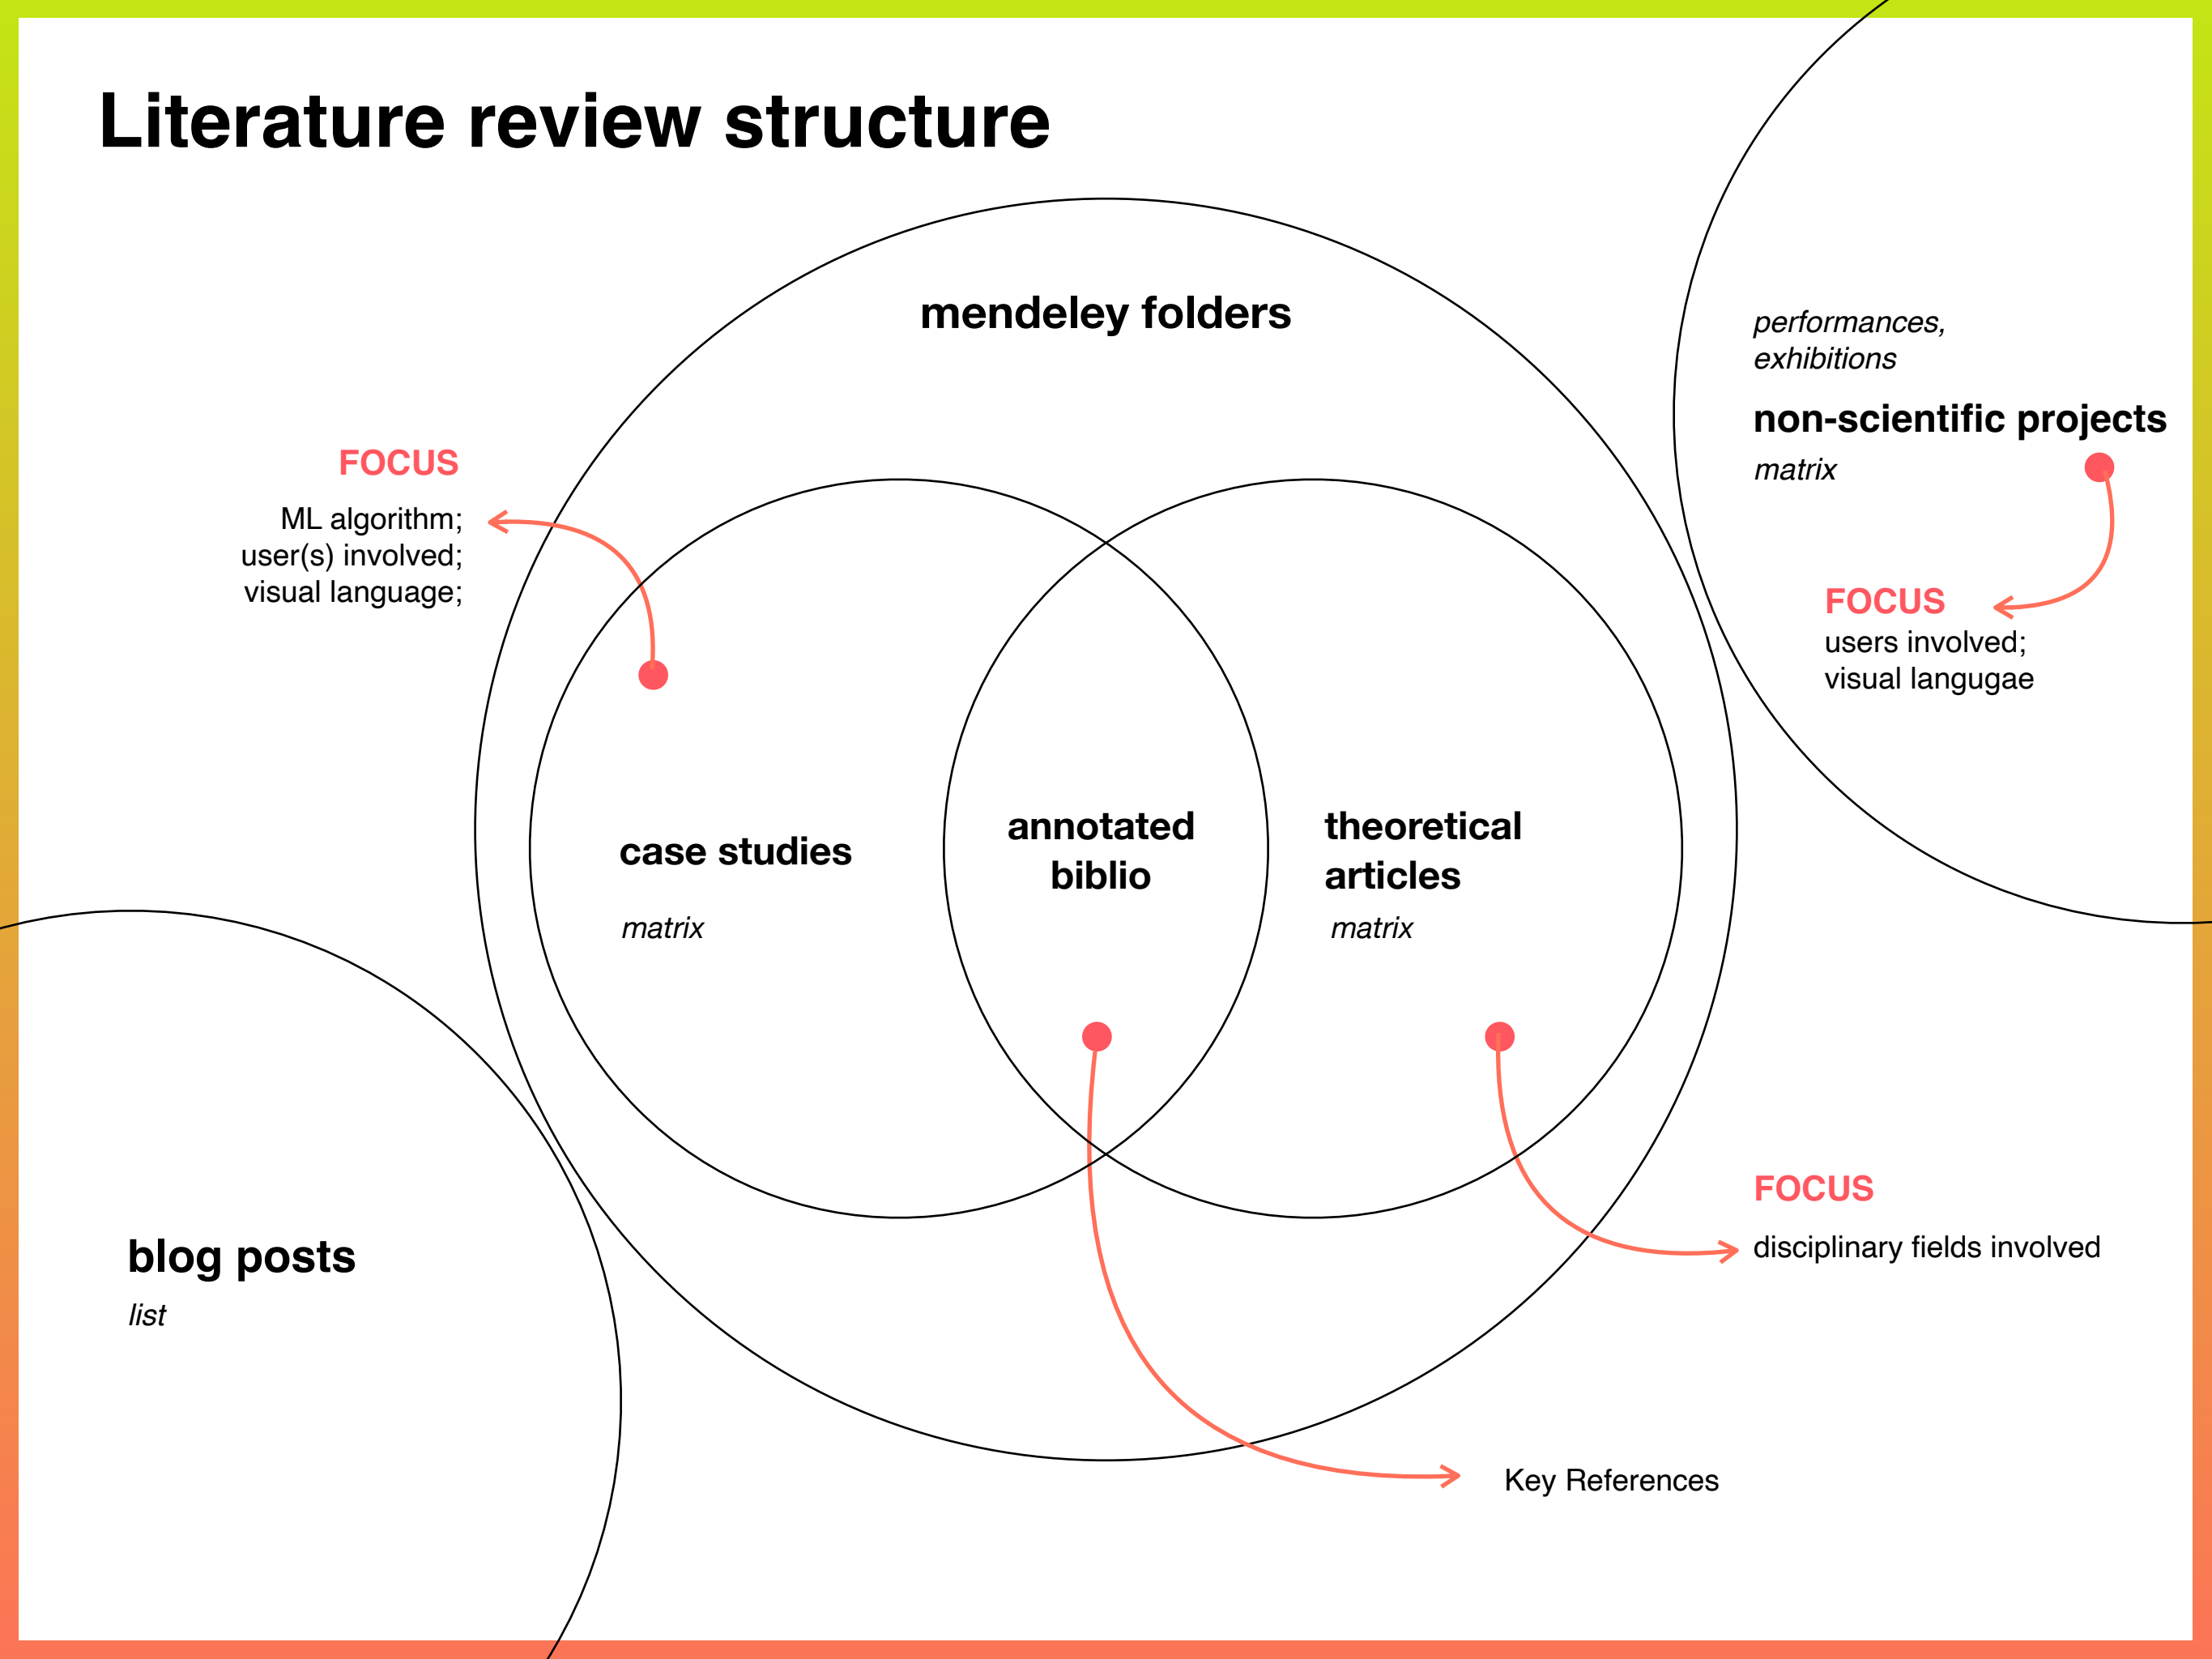 Literature review structure
mendeley folders
performances,
exhibitions
non-scientific projects
matrix
FOCUS
users involved;
visual langugae
FOCUS
ML algorithm;
user(s) involved;
visual language;
case studies
matrix
annotated
biblio
theoretical
articles
matrix
FOCUS
disciplinary fields involved
blog posts
list
Key References